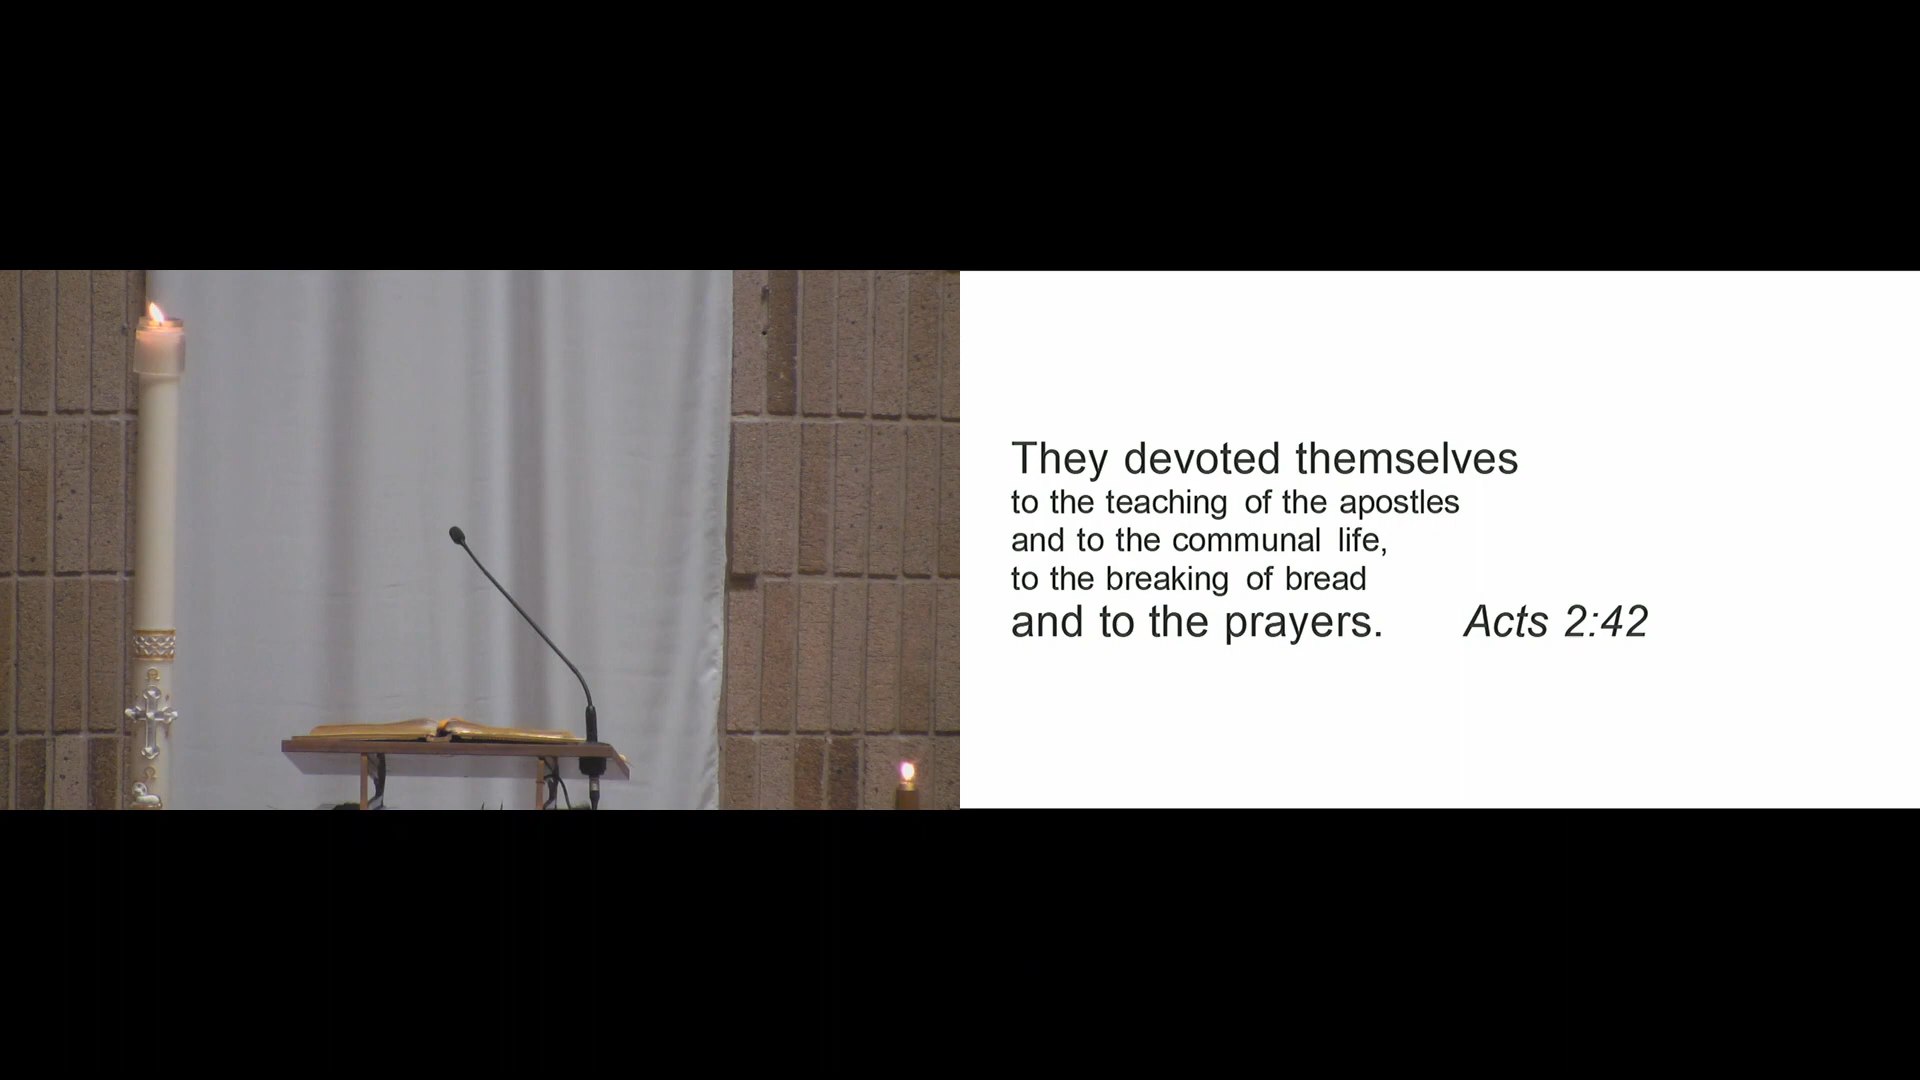 They devoted themselves
to the teaching of the apostles
and to the communal life,
to the breaking of bread
and to the prayers. Acts 2:42